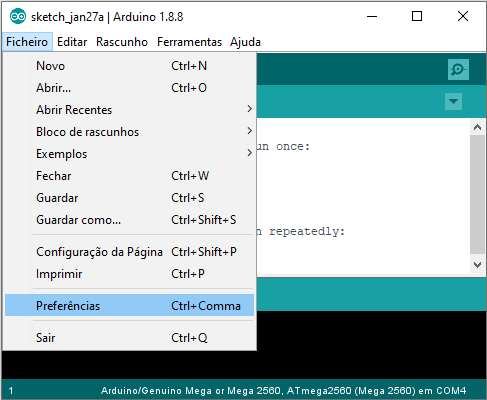 sketch_jan27a | Arduino 1.8.8
Ficheiro Editar Rascunho Ferramentas Ajuda
Novo Ctrl+N
Abrir... Ctrl+O
Abrir Recentes
Bloco de rascunhos
un once:
Exemplos
Fechar Ctrl+W
Guardar Ctrl+S
Guardar como... Ctrl+Shift+S
n repeatedly:
Configuração da Página Ctrl+Shift+P
Imprimir Ctrl+P
Preferências Ctrl+Comma
Sair Ctrl+Q
1 Arduino/Genuino Mega or Mega 2560, ATmega2560 (Mega 2560) em COM4